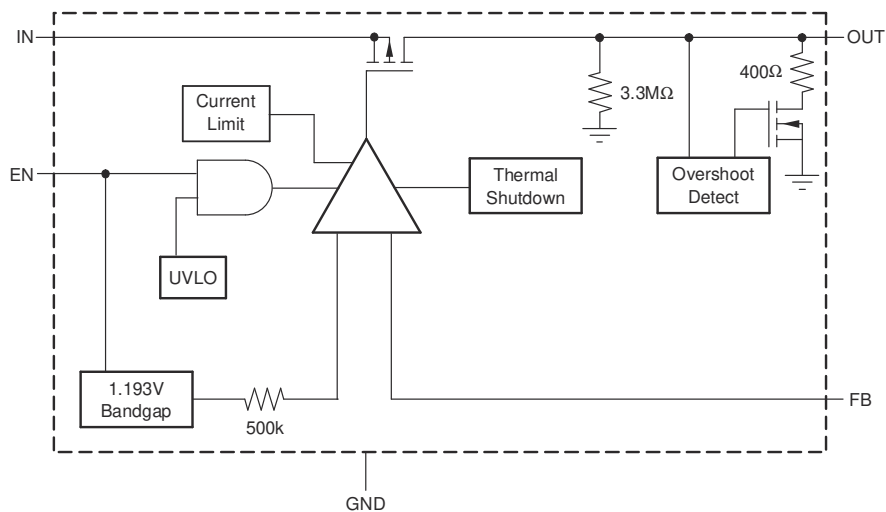 IN
OUT
400Ω
3.3MΩ
Current
Limit
EN
Thermal
Shutdown
Overshoot
Detect
UVLO
1.193V
Bandgap
500k
FB
GND